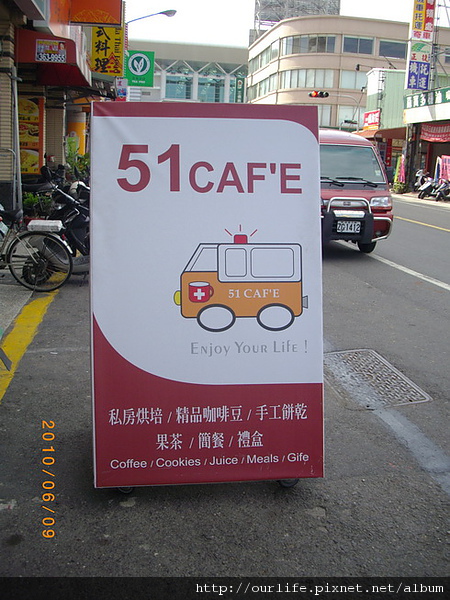 363-0955
51 CAF'E
51 CAF'E
Enjoy Your Life !
私房烘培 / 精品咖啡豆 / 手工餅乾
果茶 / 簡餐 / 禮盒
Coffee / Cookies / Juice / Meals / Gife
2010/06/09
http://ourlife.pixnet.net/album